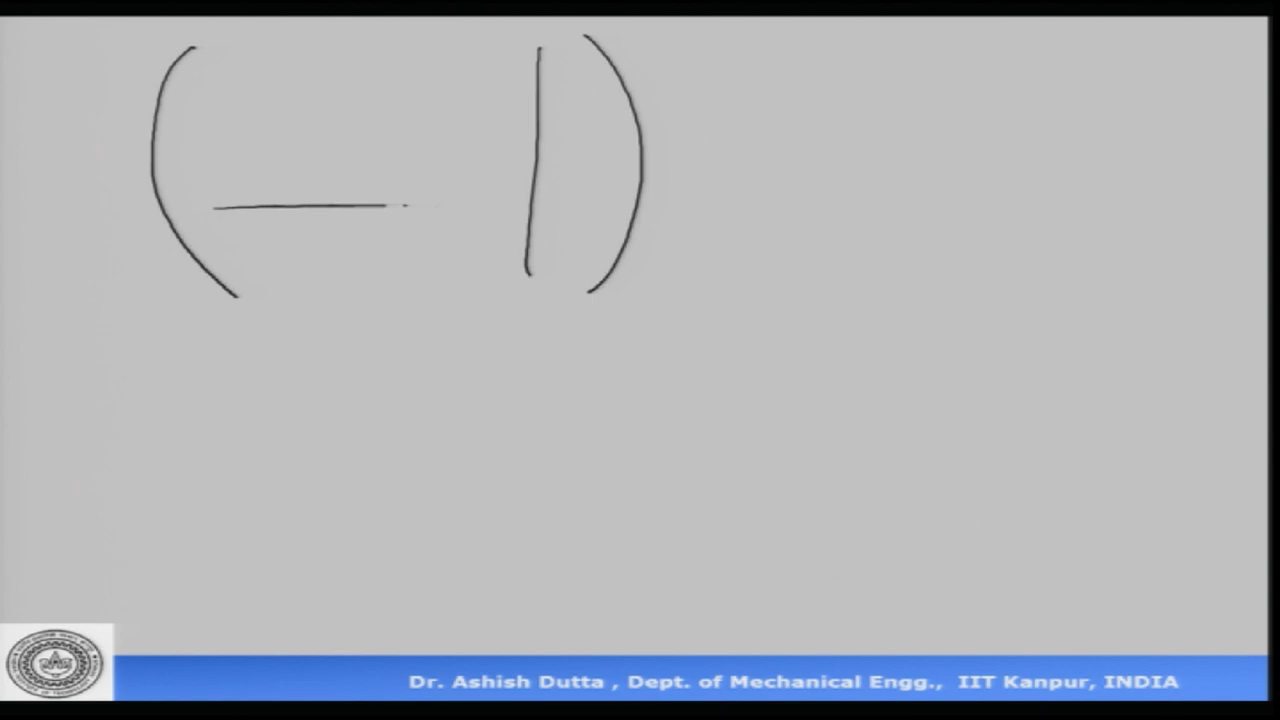 Dr. Ashish Dutta , Dept. of Mechanical Engg., IIT Kanpur, INDIA